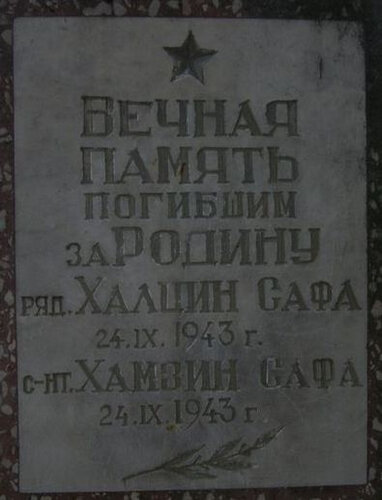 ВЕЧНАЯ
ПАМЯТЬ
ПОГИБШИМ
ЗА РОДИНУ
РЯД. ХАЛЦИН САФА
24.IX.1943 г.
С-НТ. ХАМЗИН САФА
24.IX.1943 г